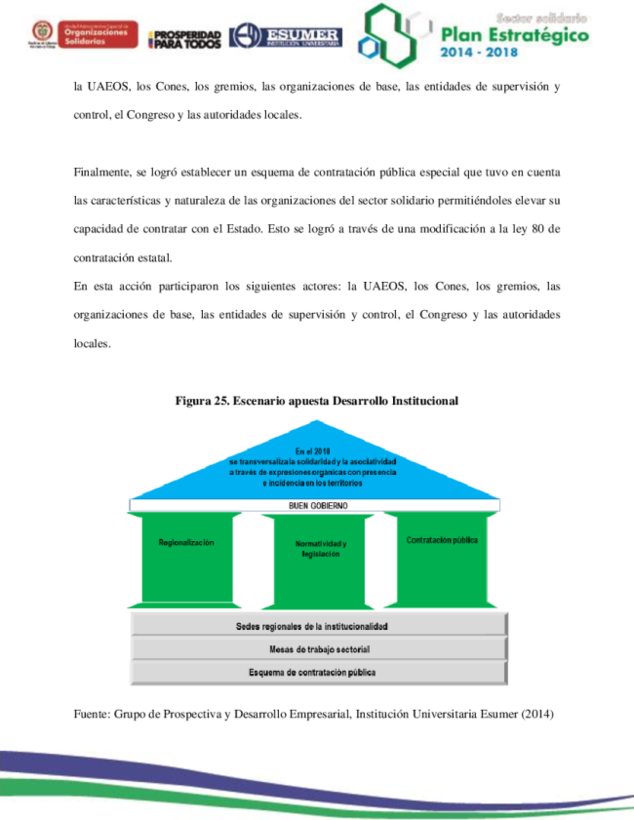 Unidad Administrativa Especial de
Organizaciones
Solidarias
PROSPERIDAD
PARA TODOS
ESUMER
INSTITUCIÓN UNIVERSITARIA
Sector solidario
Plan Estratégico
2014 - 2018
la UAEOS, los Cones, los gremios, las organizaciones de base, las entidades de supervisión y
control, el Congreso y las autoridades locales.
Finalmente, se logró establecer un esquema de contratación pública especial que tuvo en cuenta
las características y naturaleza de las organizaciones del sector solidario permitiéndoles elevar su
capacidad de contratar con el Estado. Esto se logró a través de una modificación a la ley 80 de
contratación estatal.
En esta acción participaron los siguientes actores: la UAEOS, los Cones, los gremios, las
organizaciones de base, las entidades de supervisión y control, el Congreso y las autoridades
locales.
Figura 25. Escenario apuesta Desarrollo Institucional
En el 2018
se transversaliza la solidaridad y la asociatividad
a través de expresiones orgánicas con presencia
e incidencia en los territorios
BUEN GOBIERNO
Regionalización
Normatividad y
legislación
Contratación pública
Sedes regionales de la institucionalidad
Mesas de trabajo sectorial
Esquema de contratación pública
Fuente: Grupo de Prospectiva y Desarrollo Empresarial, Institución Universitaria Esumer (2014)